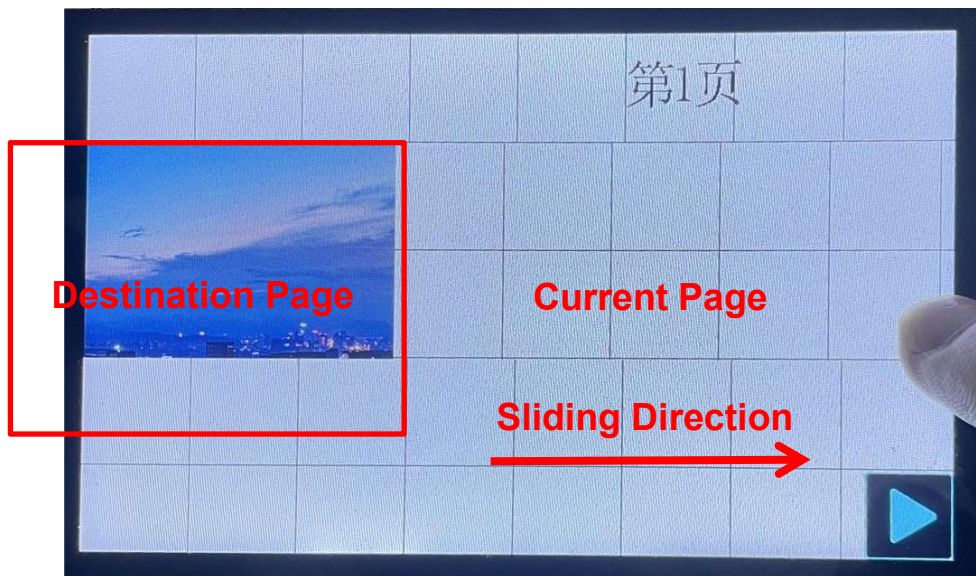 第1页
Destination Page
Current Page
Sliding Direction